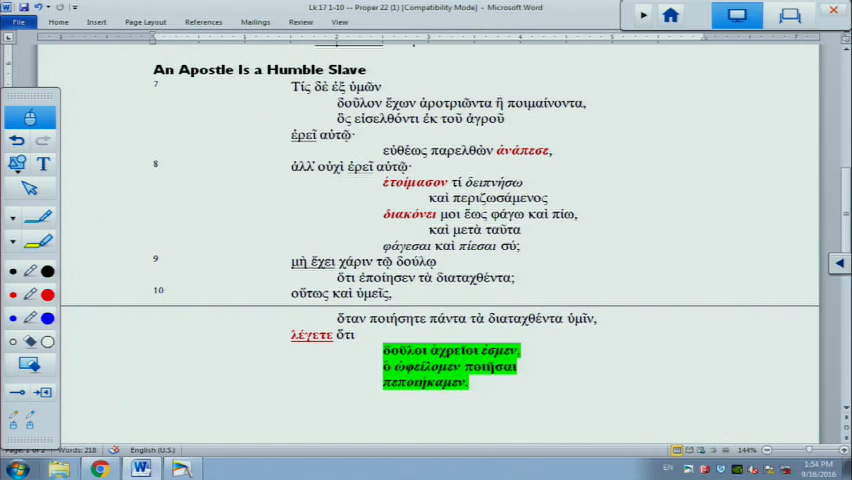 Lk 17 1-10 -- Proper 22 (1) [Compatibility Mode] - Microsoft Word
File Home Insert Page Layout References Mailings Review View
An Apostle Is a Humble Slave
7 Τίς δὲ ἐξ ὑμῶν
δοῦλον ἔχων ἀροτριῶντα ἢ ποιμαίνοντα,
ὃς εἰσελθόντι ἐκ τοῦ ἀγροῦ
ἐρεῖ αὐτῷ·
εὐθέως παρελθὼν ἀνάπεσε,
8 ἀλλ᾽ οὐχὶ ἐρεῖ αὐτῷ·
ἑτοίμασον τί δειπνήσω
καὶ περιζωσάμενος
διακόνει μοι ἕως φάγω καὶ πίω,
καὶ μετὰ ταῦτα
φάγεσαι καὶ πίεσαι σύ;
9 μὴ ἔχει χάριν τῷ δούλῳ
ὅτι ἐποίησεν τὰ διαταχθέντα;
10 οὕτως καὶ ὑμεῖς,
ὅταν ποιήσητε πάντα τὰ διαταχθέντα ὑμῖν,
λέγετε ὅτι
δοῦλοι ἀχρεῖοί ἐσμεν,
ὃ ὠφείλομεν ποιῆσαι
πεποιήκαμεν.
Words: 218 English (U.S.) 144%
EN 1:54 PM
9/16/2016